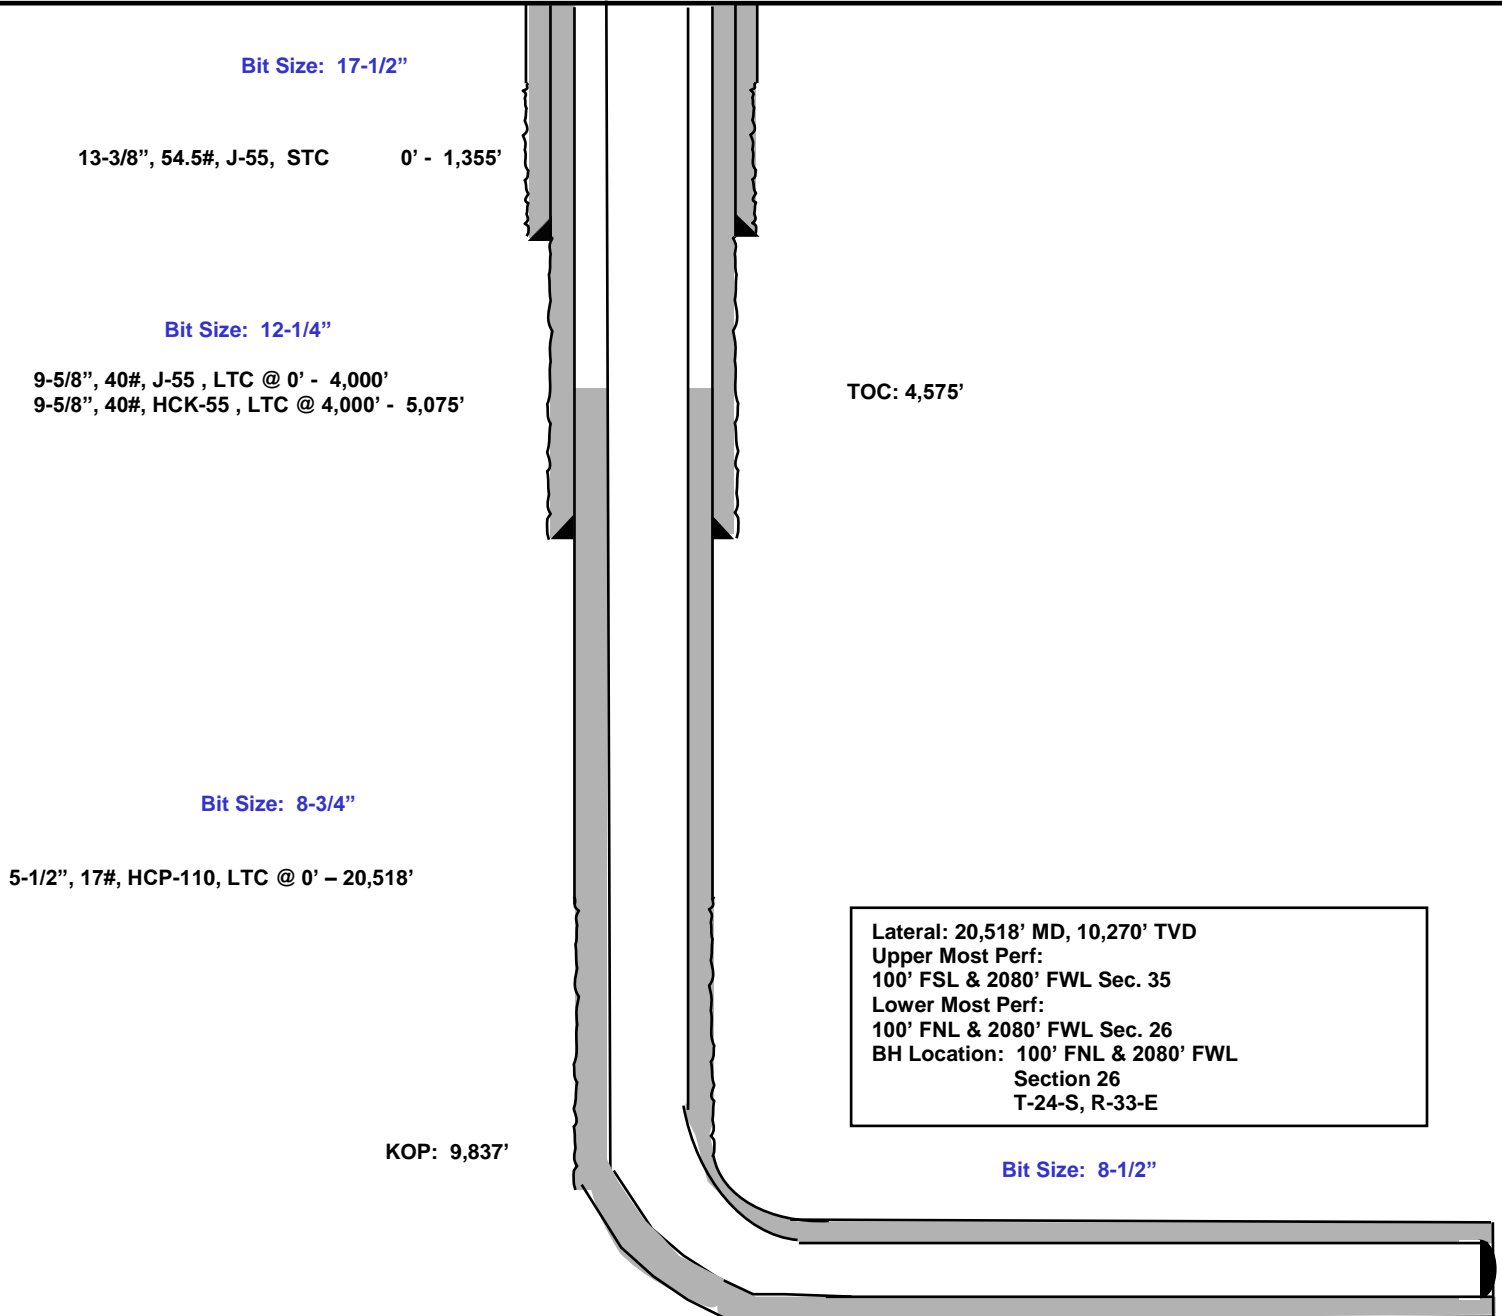 Bit Size: 17-1/2”
13-3/8”, 54.5#, J-55, STC 0’ - 1,355’
Bit Size: 12-1/4”
9-5/8”, 40#, J-55 , LTC @ 0’ - 4,000’
9-5/8”, 40#, HCK-55 , LTC @ 4,000’ - 5,075’
TOC: 4,575’
Bit Size: 8-3/4”
5-1/2”, 17#, HCP-110, LTC @ 0’ – 20,518’
Lateral: 20,518’ MD, 10,270’ TVD
Upper Most Perf:
100’ FSL & 2080’ FWL Sec. 35
Lower Most Perf:
100’ FNL & 2080’ FWL Sec. 26
BH Location: 100’ FNL & 2080’ FWL
Section 26
T-24-S, R-33-E
KOP: 9,837’
Bit Size: 8-1/2”